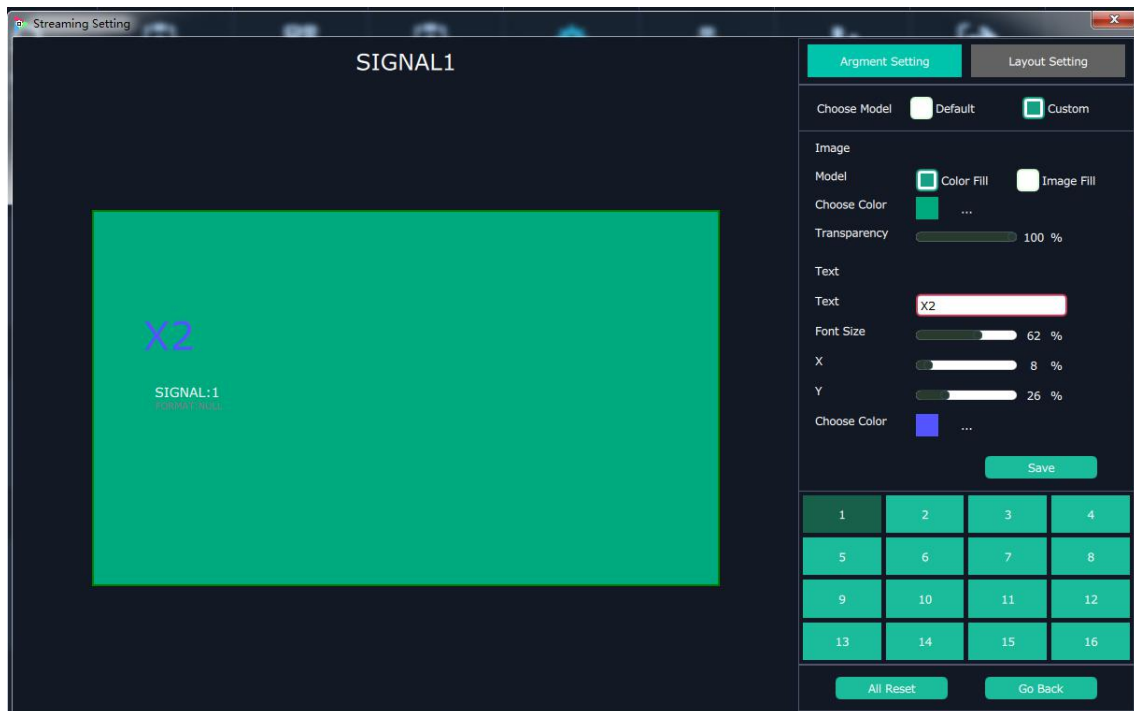 Streaming Setting
SIGNAL1
X2
SIGNAL:1
FORMAT NULL
Argment Setting Layout Setting
Choose Model Default Custom
Image
Model Color Fill Image Fill
Choose Color ...
Transparency 100 %
Text
Text X2
Font Size 62 %
X 8 %
Y 26 %
Choose Color ...
Save
1 2 3 4
5 6 7 8
9 10 11 12
13 14 15 16
All Reset Go Back